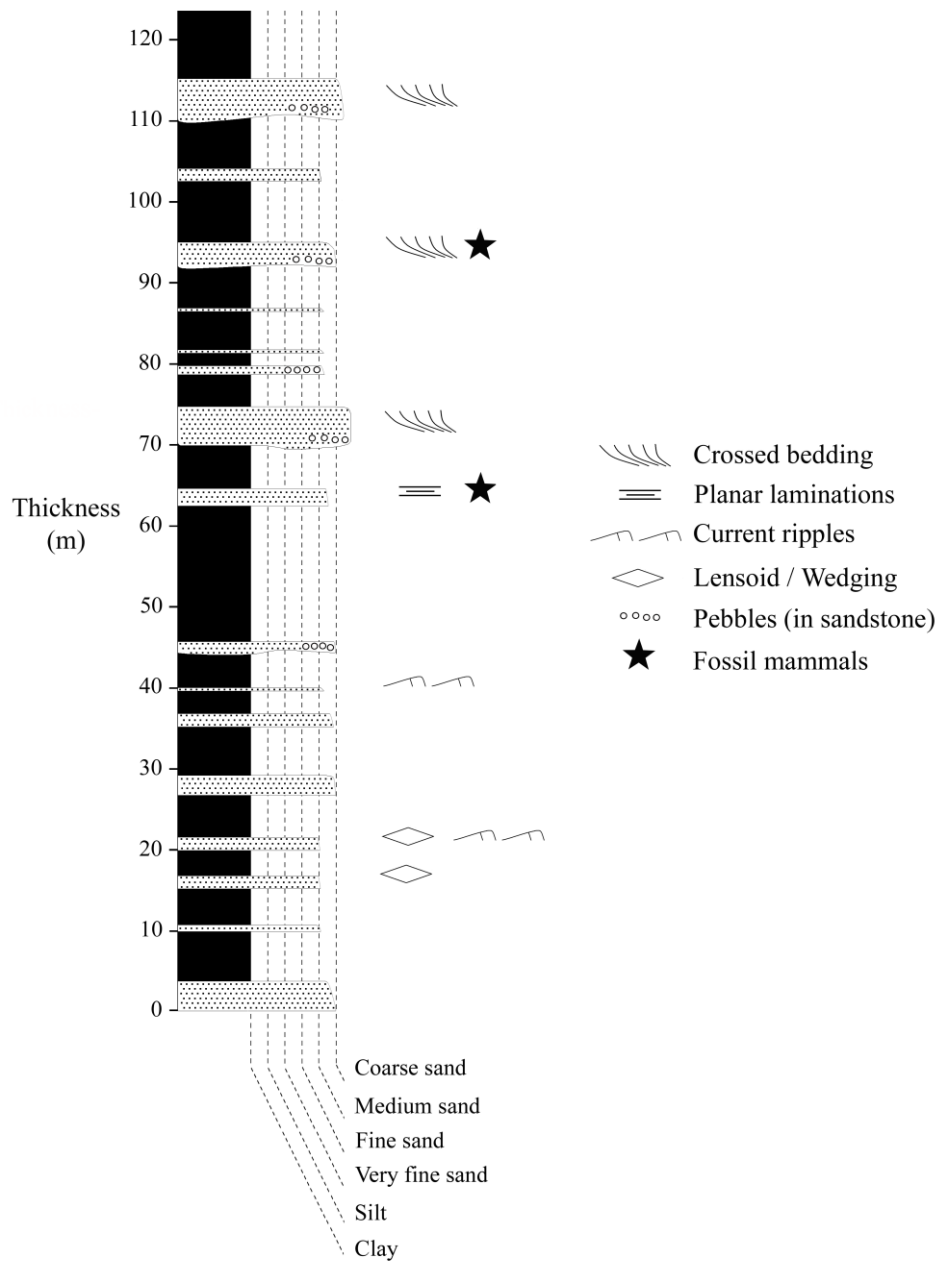 120
110
100
90
80
70
60
50
40
30
20
10
0
Thickness
(m)
Crossed bedding
Planar laminations
Current ripples
Lensoid / Wedging
Pebbles (in sandstone)
Fossil mammals
Coarse sand
Medium sand
Fine sand
Very fine sand
Silt
Clay